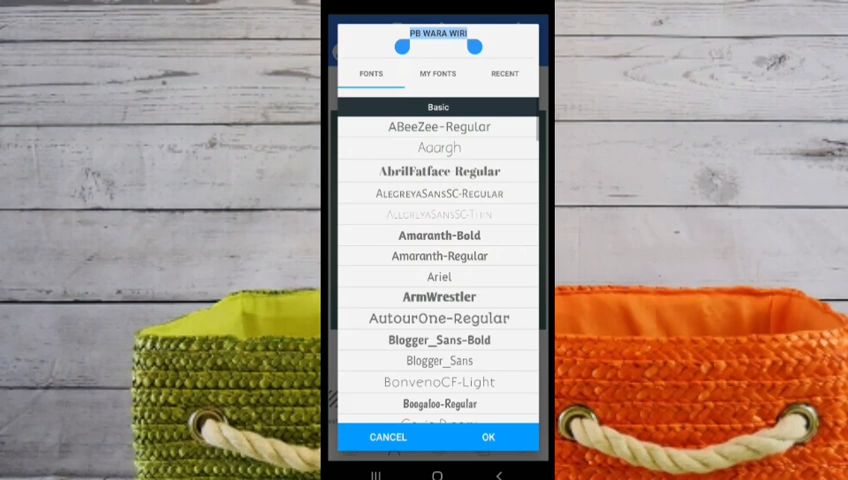 PB WARA WIRI
FONTS MY FONTS RECENT
Basic
ABeeZee-Regular
Aaargh
AbrilFatface Regular
AlegreyaSansSC-Regular
AlegreyaSansSC-Thin
Amaranth-Bold
Amaranth-Regular
Ariel
ArmWrestler
AutourOne-Regular
Blogger_Sans-Bold
Blogger_Sans
BonvenoCF-Light
Boogaloo-Regular
CANCEL OK